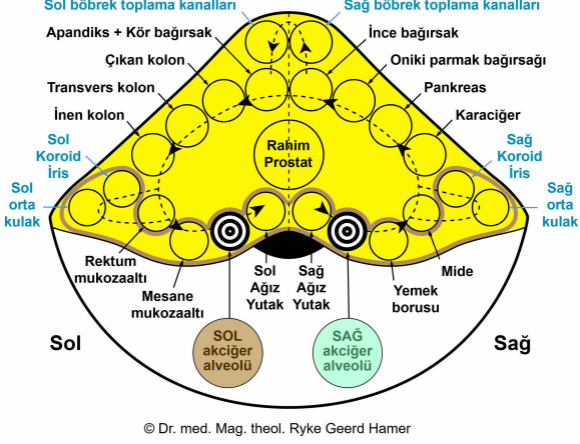 Sol böbrek toplama kanalları
Sağ böbrek toplama kanalları
Apandiks + Kör bağırsak
İnce bağırsak
Çıkan kolon
Oniki parmak bağırsağı
Transvers kolon
Pankreas
İnen kolon
Karaciğer
Sol
Koroid
İris
Sağ
Koroid
İris
Rahim
Prostat
Sol
orta
kulak
Sağ
orta
kulak
Rektum
mukozaaltı
Mesane
mukozaaltı
Sol
Ağız
Yutak
Sağ
Ağız
Yutak
Yemek
borusu
Mide
Sol
Sağ
SOL
akciğer
alveolü
SAĞ
akciğer
alveolü
© Dr. med. Mag. theol. Ryke Geerd Hamer